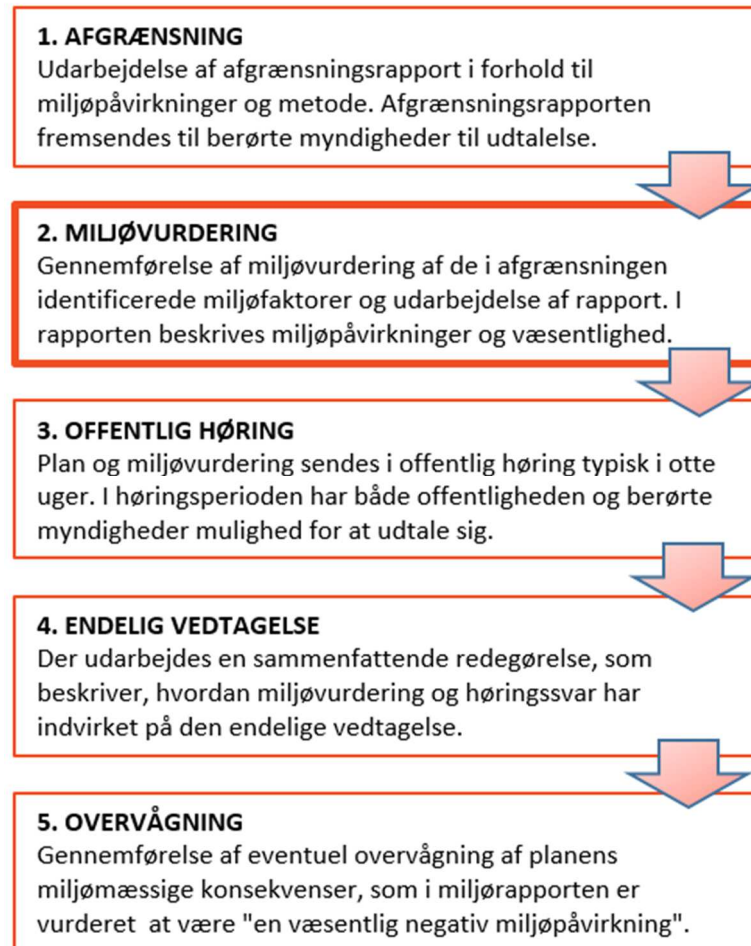 1. AFGRÆNSNING
Udarbejdelse af afgrænsningsrapport i forhold til
miljøpåvirkninger og metode. Afgrænsningsrapporten
fremsendes til berørte myndigheder til udtalelse.
2. MILJØVURDERING
Gennemførelse af miljøvurdering af de i afgrænsningen
identificerede miljøfaktorer og udarbejdelse af rapport. I
rapporten beskrives miljøpåvirkninger og væsentlighed.
3. OFFENTLIG HØRING
Plan og miljøvurdering sendes i offentlig høring typisk i otte
uger. I høringsperioden har både offentligheden og berørte
myndigheder mulighed for at udtale sig.
4. ENDELIG VEDTAGELSE
Der udarbejdes en sammenfattende redegørelse, som
beskriver, hvordan miljøvurdering og høringssvar har
indvirket på den endelige vedtagelse.
5. OVERVÅGNING
Gennemførelse af eventuel overvågning af planens
miljømæssige konsekvenser, som i miljørapporten er
vurderet at være "en væsentlig negativ miljøpåvirkning".